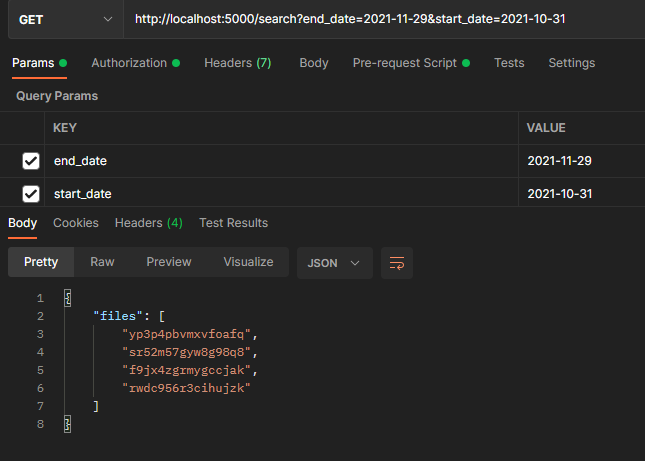 GET http://localhost:5000/search?end_date=2021-11-29&start_date=2021-10-31
Params Authorization Headers (7) Body Pre-request Script Tests Settings
Query Params
KEY VALUE
end_date 2021-11-29
start_date 2021-10-31
Body Cookies Headers (4) Test Results
Pretty Raw Preview Visualize JSON
1 {
2 "files": [
3 "yp3p4pbvmxvfoafq",
4 "sr52m57gyw8g98q8",
5 "f9jx4zgrmygccjak",
6 "rwdc956r3cihujzk"
7 ]
8 }